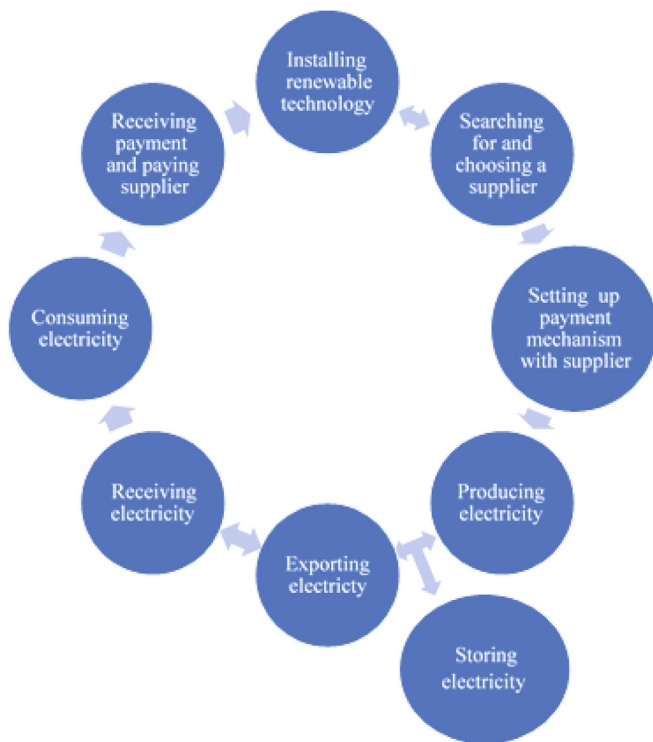 Installing
renewable
technology
Searching
for and
choosing a
supplier
Setting up
payment
mechanism
with supplier
Producing
electricity
Storing
electricity
Exporting
electricty
Receiving
electricity
Consuming
electricity
Receiving
payment
and paying
supplier